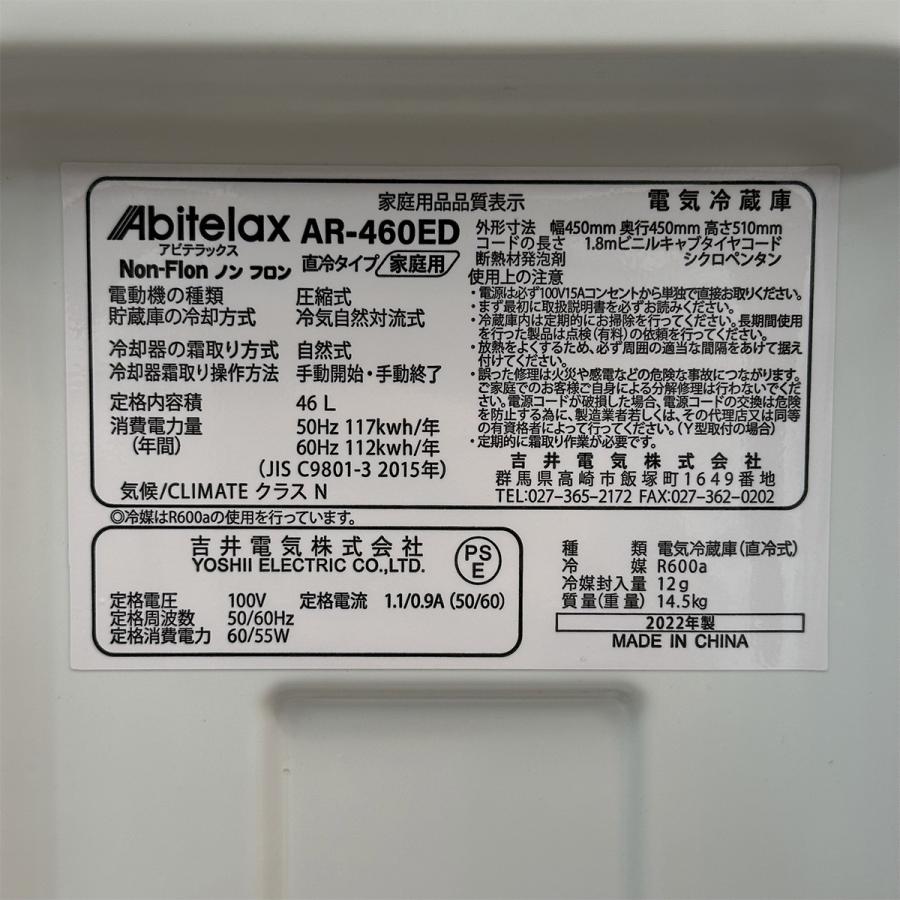 家庭用品品質表示
電気冷蔵庫
Abitelax AR-460ED
アビテラックス
Non-Flon ノン フロン 直冷タイプ/家庭用
外形寸法 幅450mm 奥行450mm 高さ510mm
コードの長さ 1.8mビニルキャブタイヤコード
断熱材発泡剤 シクロペンタン
電動機の種類 圧縮式
貯蔵庫の冷却方式 冷気自然対流式
冷却器の霜取り方式 自然式
冷却器霜取り操作方法 手動開始・手動終了
定格内容積 46 L
消費電力量 50Hz 117kwh/年
(年間) 60Hz 112kwh/年
(JIS C9801-3 2015年)
気候/CLIMATE クラス N
使用上の注意
・電源は必ず100V15Aコンセントから単独で直接お取りください。
・まず最初に取扱説明書を必ずお読みください。
・冷蔵庫内は定期的にお掃除を行ってください。長期間使用
を行った製品は点検(有料)の依頼を行ってください。
・放熱をよくするため、必ず周囲の適当な間隔をあけて据え
付けてください。
・誤った修理は火災や感電などの危険な事故につながります。
ご家庭でのお客様ご自身による分解修理は行わないでくだ
さい。電源コードが破損した場合、電源コードの交換は危険
を防止する為に、製造業者若しくは、その代理店又は同等
の有資格者によって行ってください。(Y型取付の場合)
・定期的に霜取り作業が必要です。
吉井電気株式会社
群馬県高崎市飯塚町1649番地
TEL:027-365-2172 FAX:027-362-0202
◎冷媒はR600aの使用を行っています。
吉井電気株式会社
YOSHII ELECTRIC CO.,LTD.
PS
E
定格電圧 100V 定格電流 1.1/0.9A (50/60)
定格周波数 50/60Hz
定格消費電力 60/55W
種類 電気冷蔵庫(直冷式)
冷媒 R600a
冷媒封入量 12g
質量(重量) 14.5kg
2022年製
MADE IN CHINA